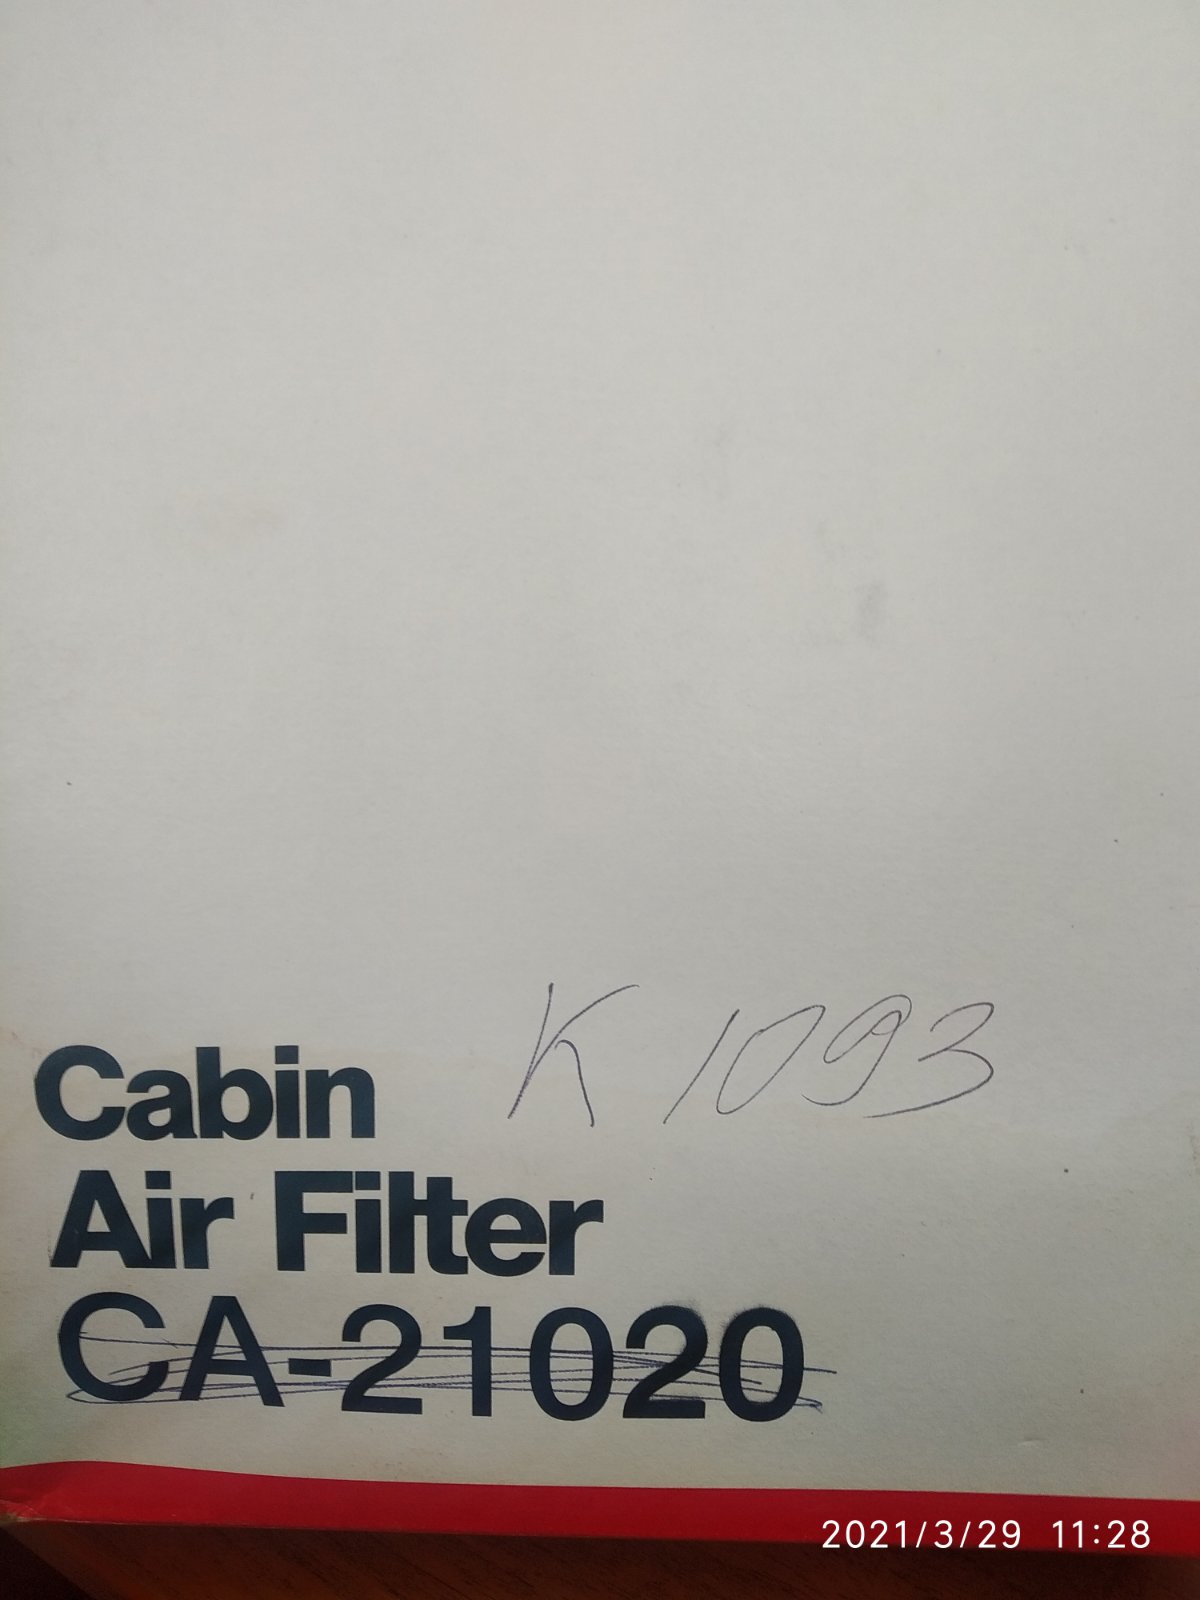 K 1093
Cabin
Air Filter
CA-21020
2021/3/29 11:28